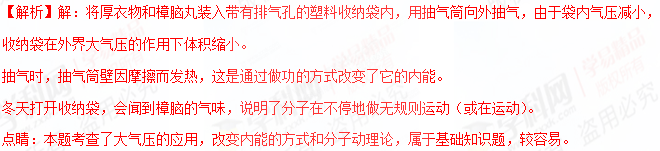 【解析】解：将厚衣物和樟脑丸装入带有排气孔的塑料收纳袋内，用抽气筒向外抽气，由于袋内气压减小，
收纳袋在外界大气压的作用下体积缩小。
抽气时，抽气筒壁因摩擦而发热，这是通过做功的方式改变了它的内能。
冬天打开收纳袋，会闻到樟脑的气味，说明了分子在不停地做无规则运动（或在运动）。
点睛：本题考查了大气压的应用，改变内能的方式和分子动理论，属于基础知识题，较容易。